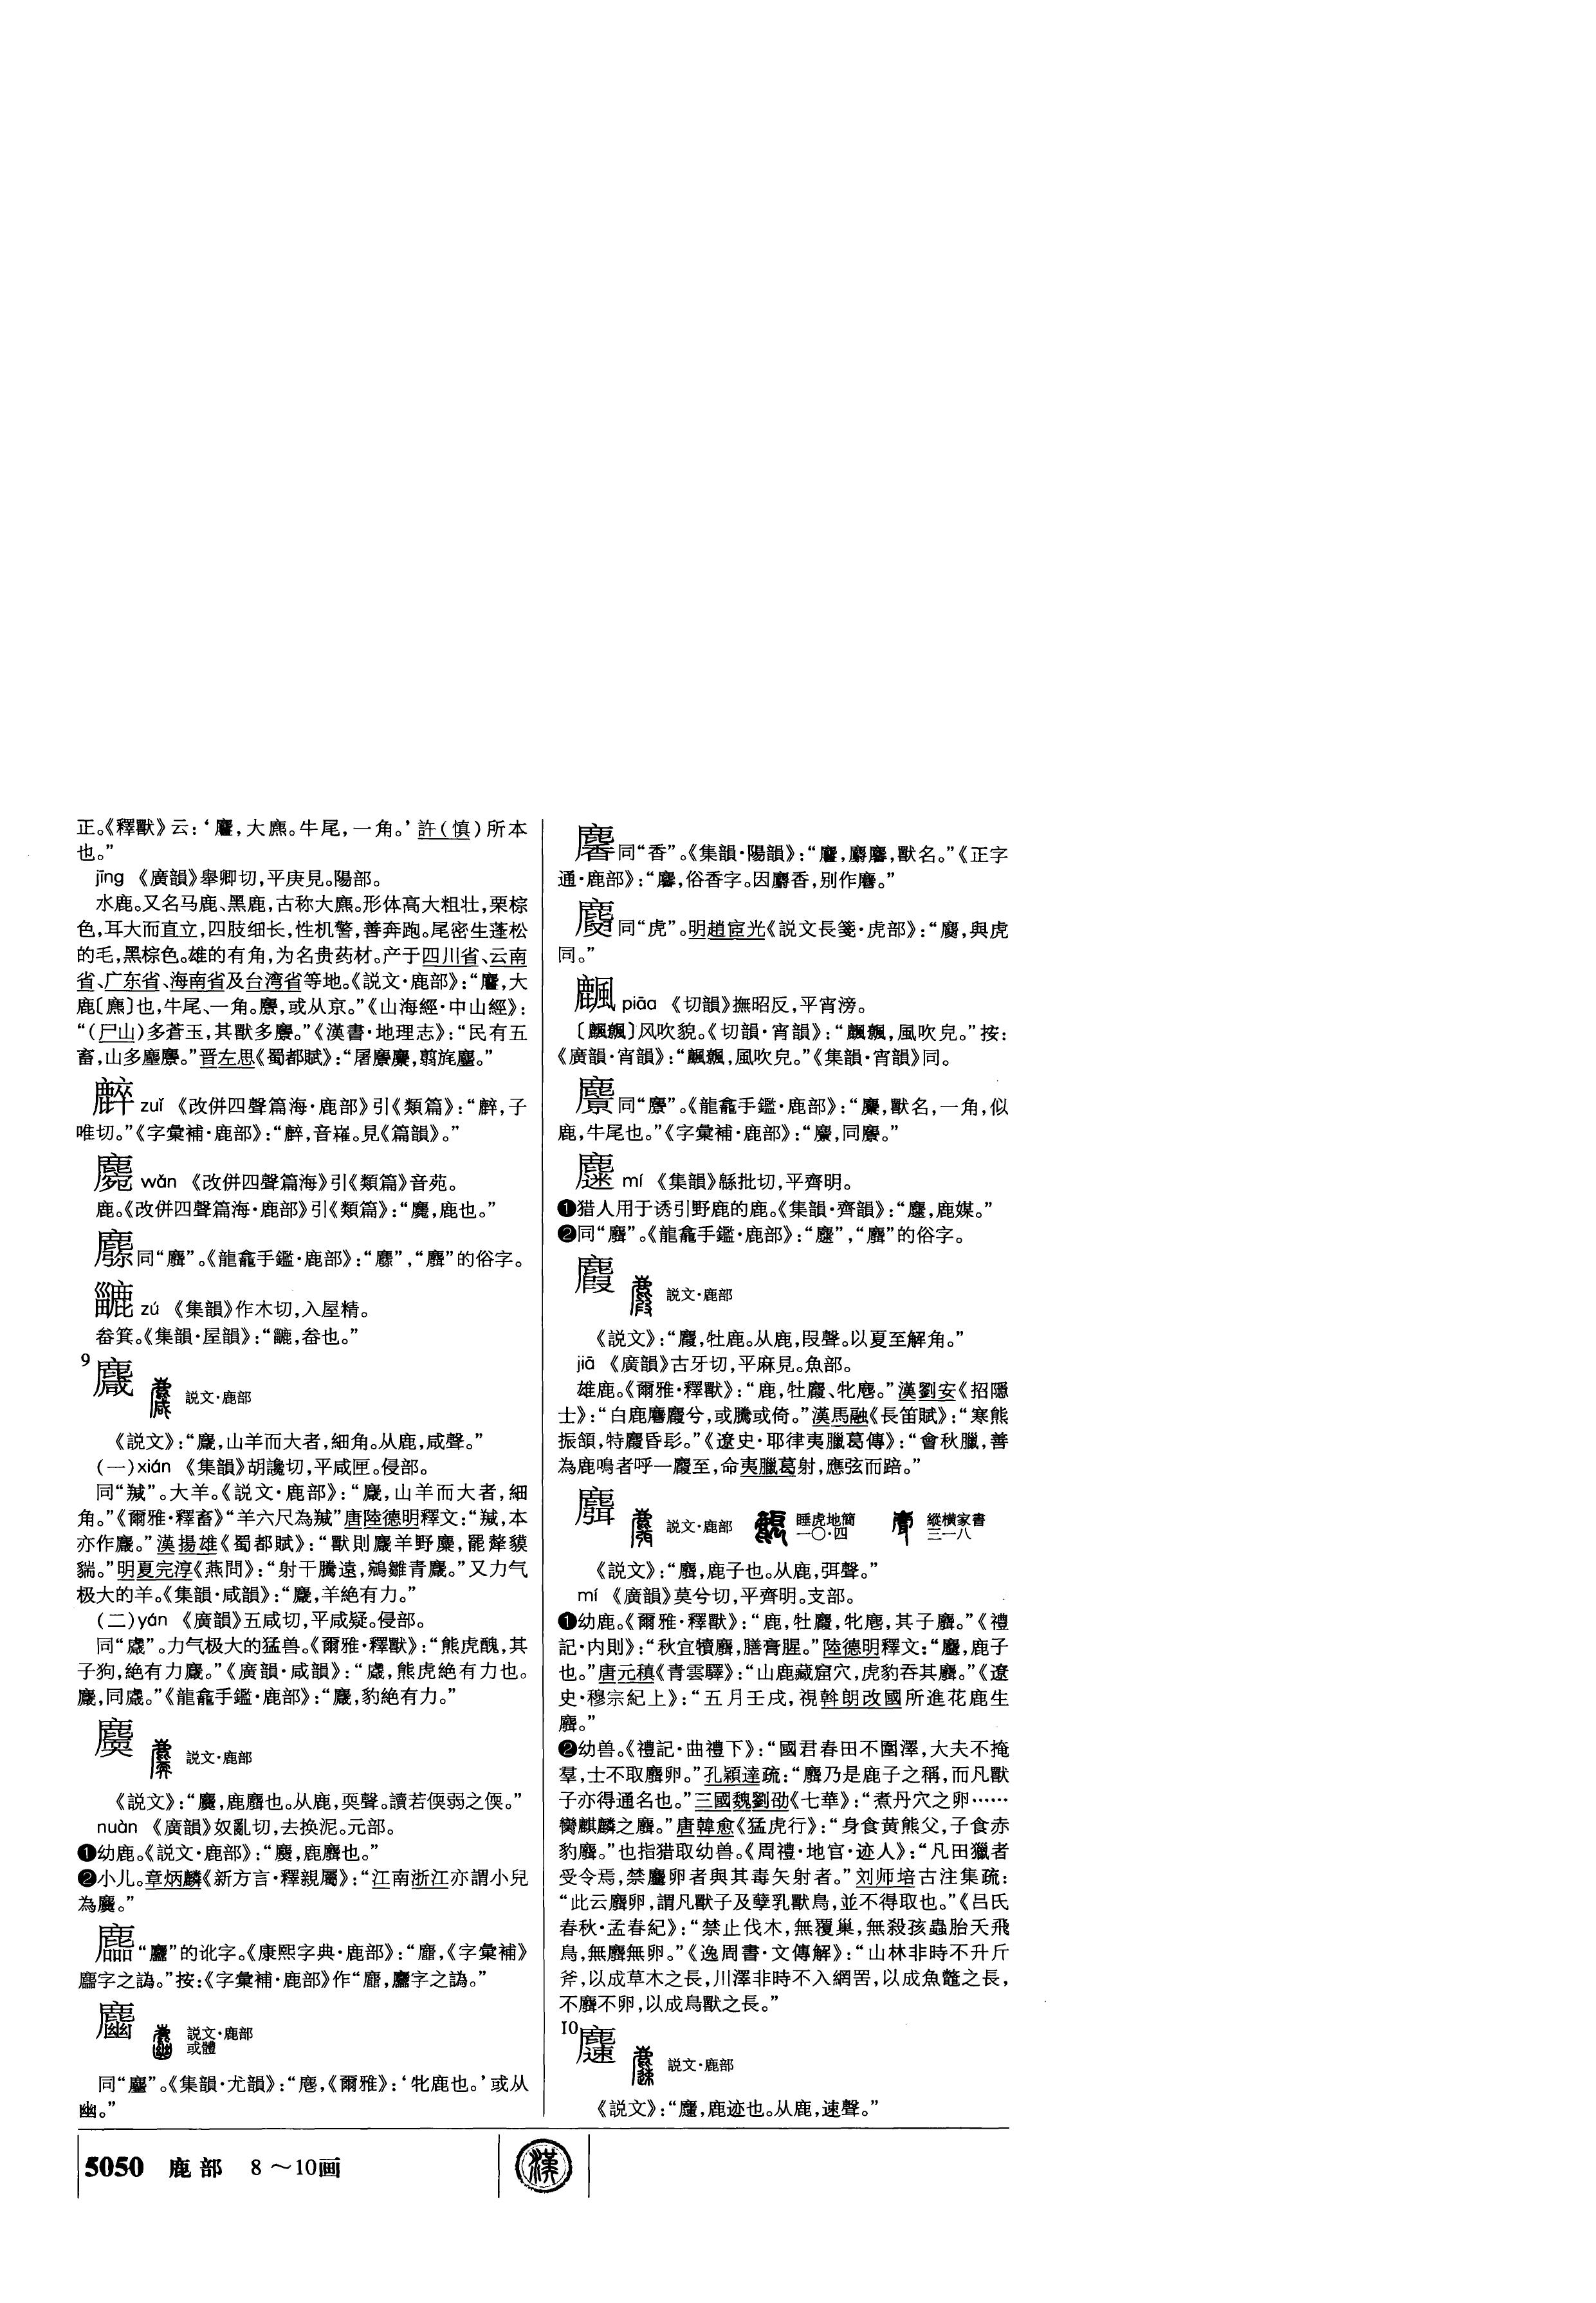 正。《釋獸》云：‘麠，大麃。牛尾，一角。’許(慎)所本
也。”
jīng 《廣韻》舉卿切，平庚見。陽部。
水鹿。又名马鹿、黑鹿，古称大麃。形体高大粗壮，栗棕
色，耳大而直立，四肢细长，性机警，善奔跑。尾密生蓬松
的毛，黑棕色。雄的有角，为名贵药材。产于四川省、云南
省、广东省、海南省及台湾省等地。《説文·鹿部》：“麠，大
鹿〔麃〕也，牛尾、一角。麖，或从京。”《山海經·中山經》：
“(尸山)多蒼玉，其獸多麖。”《漢書·地理志》：“民有五
畜，山多麈麖。”晋左思《蜀都賦》：“屠麖麋，翦旄麈。”
zuǐ 《改併四聲篇海·鹿部》引《類篇》：“，子
唯切。”《字彙補·鹿部》：“，音嶊。見《篇韻》。”
wǎn 《改併四聲篇海》引《類篇》音苑。
鹿。《改併四聲篇海·鹿部》引《類篇》：“，鹿也。”
同“麛”。《龍龕手鑑·鹿部》：“”，“麛”的俗字。
zú 《集韻》作木切，入屋精。
畚箕。《集韻·屋韻》：“，畚也。”
9
麙 説文·鹿部
《説文》：“麙，山羊而大者，細角。从鹿，咸聲。”
(一)xián 《集韻》胡讒切，平咸匣。侵部。
同“羬”。大羊。《説文·鹿部》：“麙，山羊而大者，細
角。”《爾雅·釋畜》“羊六尺為羬”唐陸德明釋文：“羬，本
亦作麙。”漢揚雄《蜀都賦》：“獸則麙羊野麋，罷犛貘
貒。”明夏完淳《燕問》：“射干騰遠，鵷雛青麙。”又力气
极大的羊。《集韻·咸韻》：“麙，羊絶有力。”
(二)yán 《廣韻》五咸切，平咸疑。侵部。
同“㺂”。力气极大的猛兽。《爾雅·釋獸》：“熊虎醜，其
子狗，絶有力麙。”《廣韻·咸韻》：“，熊虎絶有力也。
麙，同。”《龍龕手鑑·鹿部》：“麙，豹絶有力。”
麎 説文·鹿部
《説文》：“，鹿麛也。从鹿，耎聲。讀若偄弱之偄。”
nuàn 《廣韻》奴亂切，去换泥。元部。
❶幼鹿。《説文·鹿部》：“，鹿麛也。”
❷小儿。章炳麟《新方言·釋親屬》：“江南浙江亦謂小兒
為。”
“”的讹字。《康熙字典·鹿部》：“，《字彙補》
字之譌。”按：《字彙補·鹿部》作“，字之譌。”
説文·鹿部
或體
同“麀”。《集韻·尤韻》：“麀，《爾雅》：‘牝鹿也。’或从
幽。”
同“香”。《集韻·陽韻》：“，麝，獸名。”《正字
通·鹿部》：“，俗香字。因麝香，别作。”
同“虎”。明趙宧光《説文長箋·虎部》：“，與虎
同。”
piāo 《切韻》撫昭反，平宵滂。
〔〕风吹貌。《切韻·宵韻》：“，風吹皃。”按：
《廣韻·宵韻》：“，風吹皃。”《集韻·宵韻》同。
同“麖”。《龍龕手鑑·鹿部》：“，獸名，一角，似
鹿，牛尾也。”《字彙補·鹿部》：“，同麖。”
mí 《集韻》緜批切，平齊明。
❶猎人用于诱引野鹿的鹿。《集韻·齊韻》：“，鹿媒。”
❷同“麛”。《龍龕手鑑·鹿部》：“”，“麛”的俗字。
麚 説文·鹿部
《説文》：“麚，牡鹿。从鹿，叚聲。以夏至解角。”
jiā 《廣韻》古牙切，平麻見。魚部。
雄鹿。《爾雅·釋獸》：“鹿，牡麚、牝麀。”漢劉安《招隱
士》：“白鹿麏麚兮，或騰或倚。”漢馬融《長笛賦》：“寒熊
振頷，特麚昏髟。”《遼史·耶律夷臘葛傳》：“會秋臘，善
為鹿鳴者呼一麚至，命夷臘葛射，應弦而踣。”
麛 説文·鹿部 睡虎地簡 一〇·四 縱横家書 三一八
《説文》：“麛，鹿子也。从鹿，弭聲。”
mí 《廣韻》莫兮切，平齊明。支部。
❶幼鹿。《爾雅·釋獸》：“鹿，牡麚，牝麀，其子麛。”《禮
記·内則》：“秋宜犢麛，膳膏腥。”陸德明釋文：“麛，鹿子
也。”唐元稹《青雲驛》：“山鹿藏窟穴，虎豹吞其麛。”《遼
史·穆宗紀上》：“五月壬戌，視斡朗改國所進花鹿生
麛。”
❷幼兽。《禮記·曲禮下》：“國君春田不圍澤，大夫不掩
羣，士不取麛卵。”孔穎達疏：“麛乃是鹿子之稱，而凡獸
子亦得通名也。”三國魏劉劭《七華》：“煮丹穴之卵……
臠麒麟之麛。”唐韓愈《猛虎行》：“身食黄熊父，子食赤
豹麛。”也指猎取幼兽。《周禮·地官·迹人》：“凡田獵者
受令焉，禁麛卵者與其毒矢射者。”刘师培古注集疏：
“此云麛卵，謂凡獸子及孽乳獸鳥，並不得取也。”《吕氏
春秋·孟春紀》：“禁止伐木，無覆巢，無殺孩蟲胎夭飛
鳥，無麛無卵。”《逸周書·文傳解》：“山林非時不升斤
斧，以成草木之長，川澤非時不入網罟，以成魚鼈之長，
不麛不卵，以成鳥獸之長。”
10
説文·鹿部
《説文》：“，鹿迹也。从鹿，速聲。”
5050 鹿部 8～10画
漢